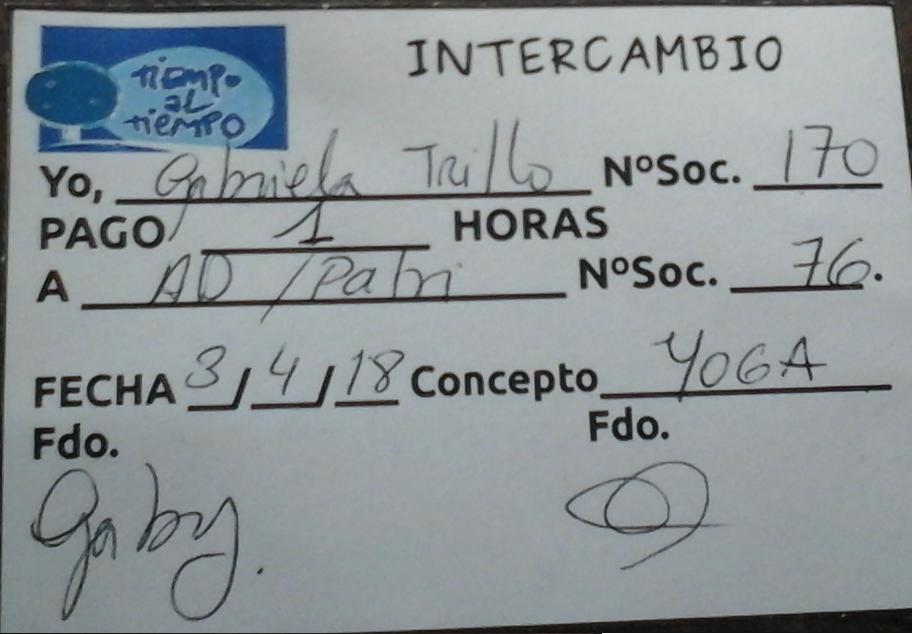 INTERCAMBIO
Tiempo
al
Tiempo
Yo, Gabriela Trillo NºSoc. 170
PAGO 1 HORAS
A AD / Patri NºSoc. 76.
FECHA 3 / 4 / 18 Concepto YOGA
Fdo. Fdo.
Gaby.